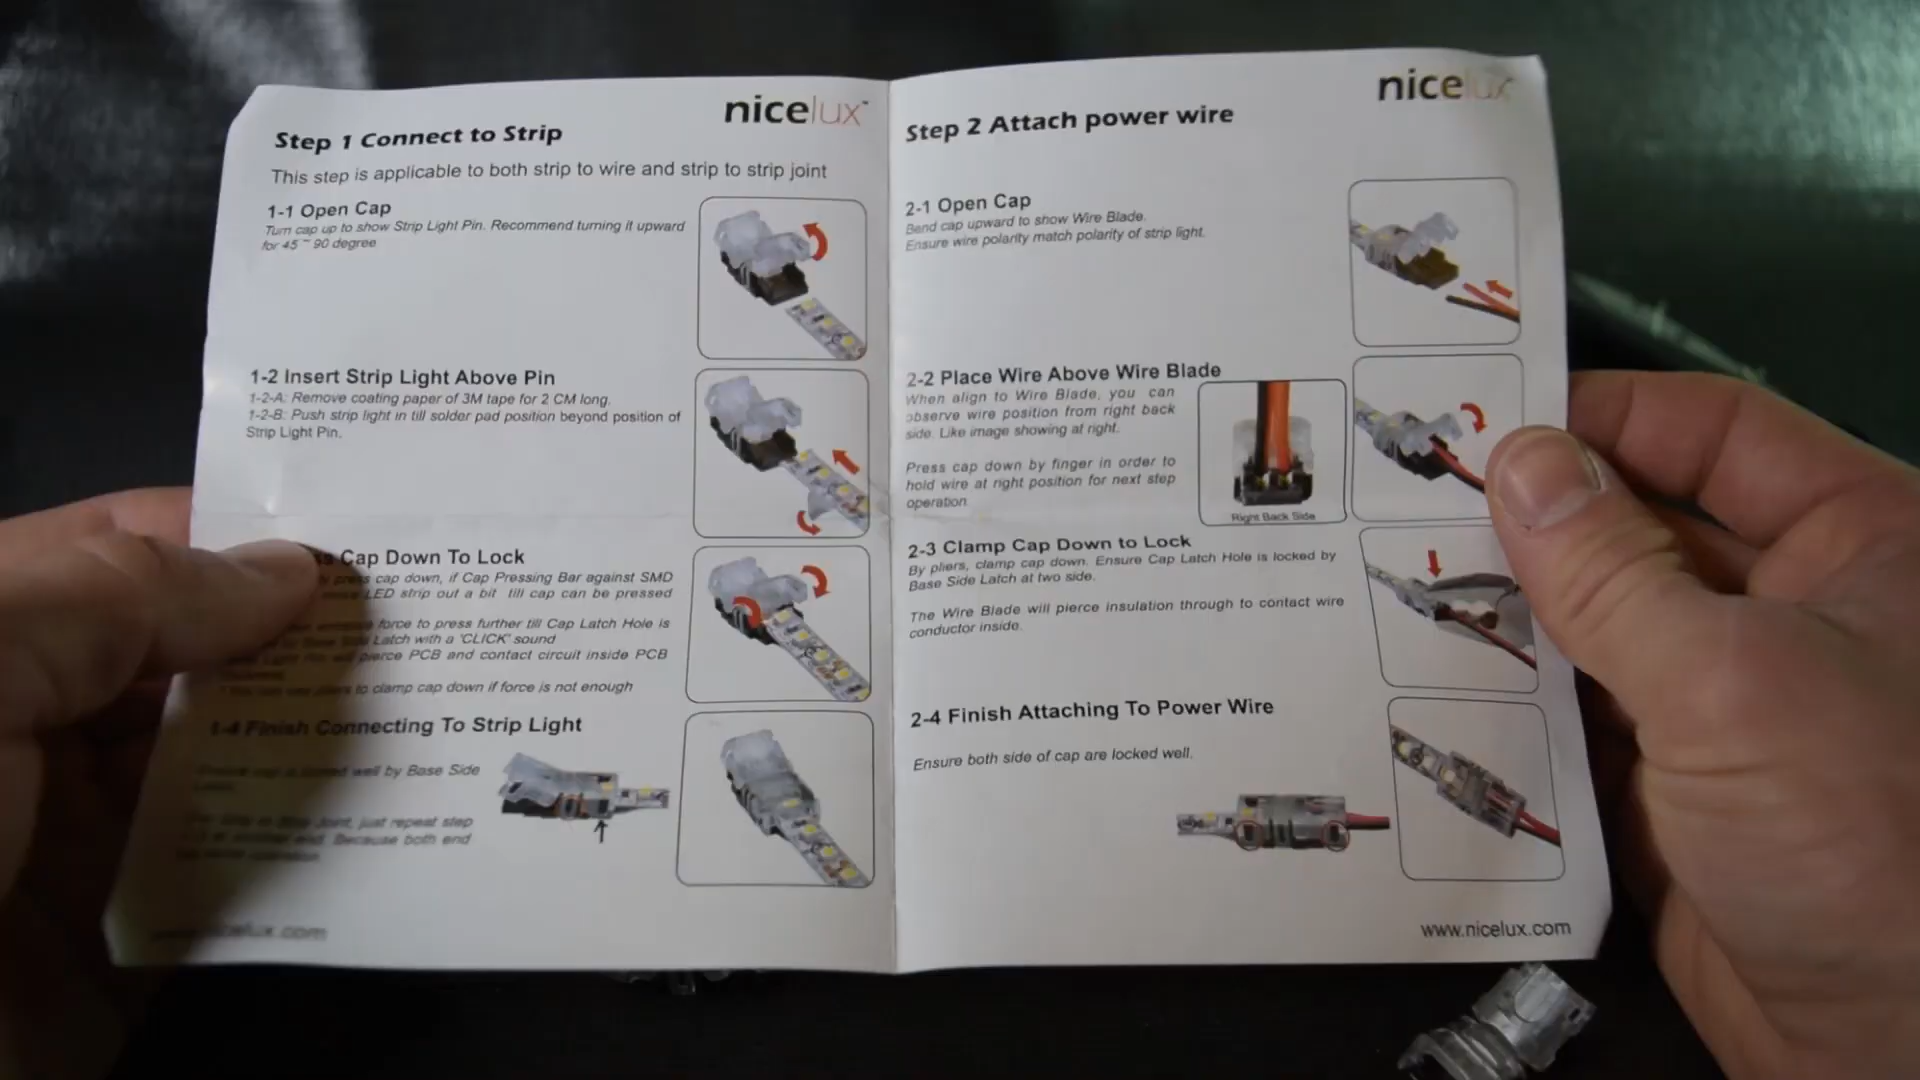 nicelux™
Step 1 Connect to Strip
This step is applicable to both strip to wire and strip to strip joint
1-1 Open Cap
Turn cap up to show Strip Light Pin. Recommend turning it upward
for 45 ~ 90 degree
1-2 Insert Strip Light Above Pin
1-2-A: Remove coating paper of 3M tape for 2 CM long.
1-2-B: Push strip light in till solder pad position beyond position of
Strip Light Pin.
Cap Down To Lock
press cap down, if Cap Pressing Bar against SMD
LED strip out a bit till cap can be pressed
force to press further till Cap Latch Hole is
Latch with a 'CLICK' sound
pierce PCB and contact circuit inside PCB
to clamp cap down if force is not enough
1-4 Finish Connecting To Strip Light
well by Base Side
Joint, just repeat step
Because both end
nicelux
Step 2 Attach power wire
2-1 Open Cap
Bend cap upward to show Wire Blade.
Ensure wire polarity match polarity of strip light.
2-2 Place Wire Above Wire Blade
When align to Wire Blade, you can
observe wire position from right back
side. Like image showing at right.
Press cap down by finger in order to
hold wire at right position for next step
operation.
Right Back Side
2-3 Clamp Cap Down to Lock
By pliers, clamp cap down. Ensure Cap Latch Hole is locked by
Base Side Latch at two side.
The Wire Blade will pierce insulation through to contact wire
conductor inside.
2-4 Finish Attaching To Power Wire
Ensure both side of cap are locked well.
www.nicelux.com